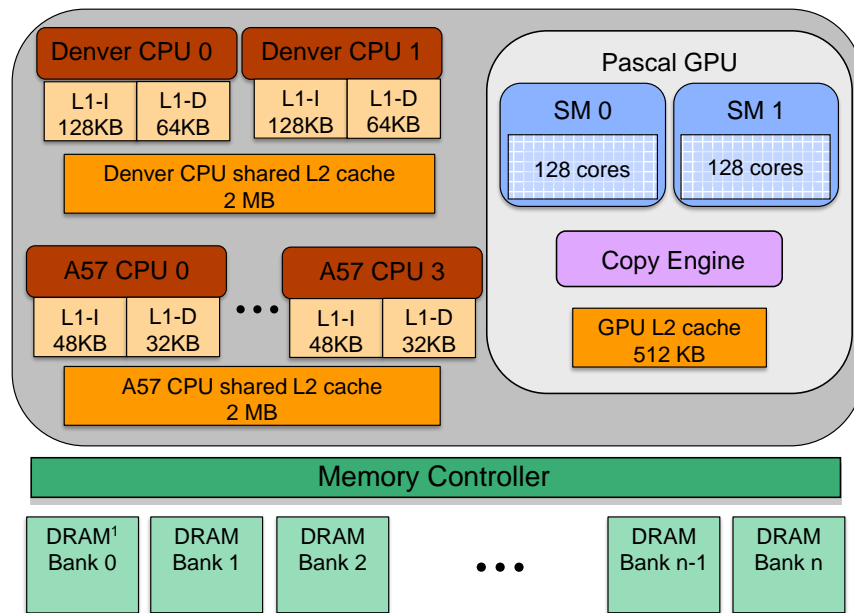 Denver CPU 0
Denver CPU 1
L1-I
128KB
L1-D
64KB
L1-I
128KB
L1-D
64KB
Denver CPU shared L2 cache
2 MB
A57 CPU 0
A57 CPU 3
L1-I
48KB
L1-D
32KB
•••
L1-I
48KB
L1-D
32KB
A57 CPU shared L2 cache
2 MB
Pascal GPU
SM 0
128 cores
SM 1
128 cores
Copy Engine
GPU L2 cache
512 KB
Memory Controller
DRAM¹
Bank 0
DRAM
Bank 1
DRAM
Bank 2
•••
DRAM
Bank n-1
DRAM
Bank n